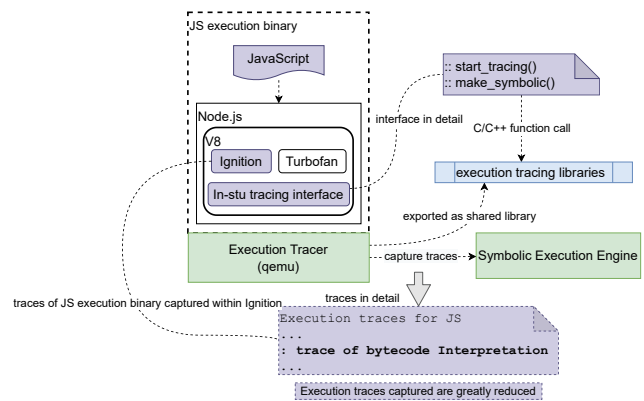 JS execution binary
JavaScript
Node.js
V8
Ignition
Turbofan
In-stu tracing interface
Execution Tracer
(qemu)
:: start_tracing()
:: make_symbolic()
interface in detail
C/C++ function call
execution tracing libraries
exported as shared library
capture traces
Symbolic Execution Engine
traces of JS execution binary captured within Ignition
traces in detail
Execution traces for JS
...
: trace of bytecode Interpretation
...
Execution traces captured are greatly reduced